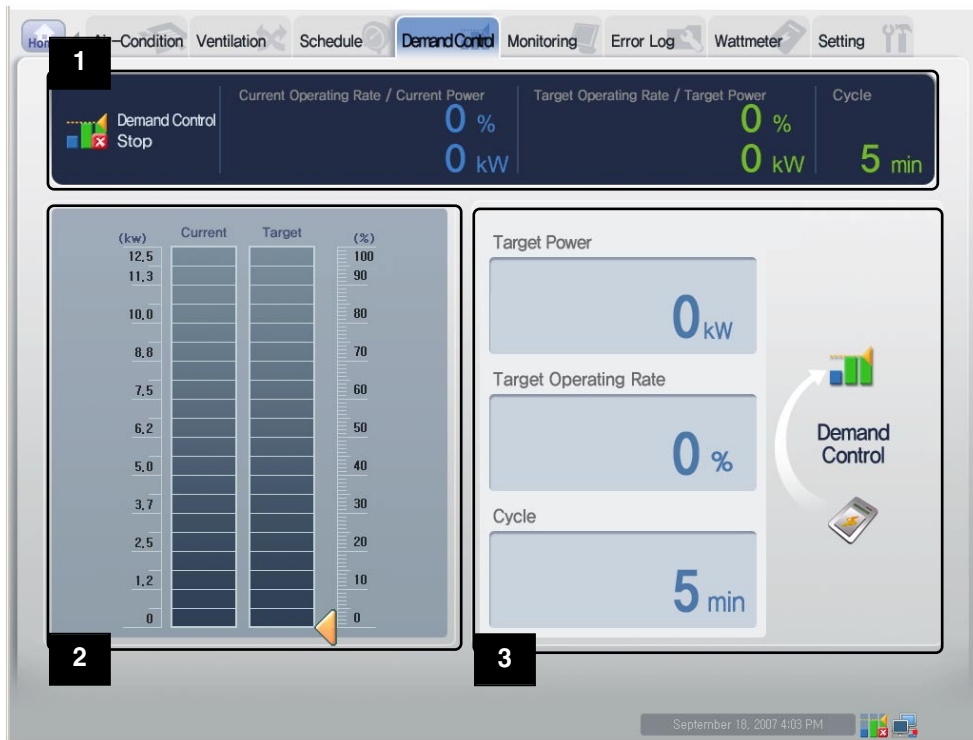 Home Air-Condition Ventilation Schedule Demand Control Monitoring Error Log Wattmeter Setting
1
Demand Control
Stop
Current Operating Rate / Current Power
0 %
0 kW
Target Operating Rate / Target Power
0 %
0 kW
Cycle
5 min
(kw) Current Target (%)
12.5 100
11.3 90
10.0 80
8.8 70
7.5 60
6.2 50
5.0 40
3.7 30
2.5 20
1.2 10
0 0
2
Target Power
0 kW
Target Operating Rate
0 %
Cycle
5 min
Demand
Control
3
September 18, 2007 4:03 PM